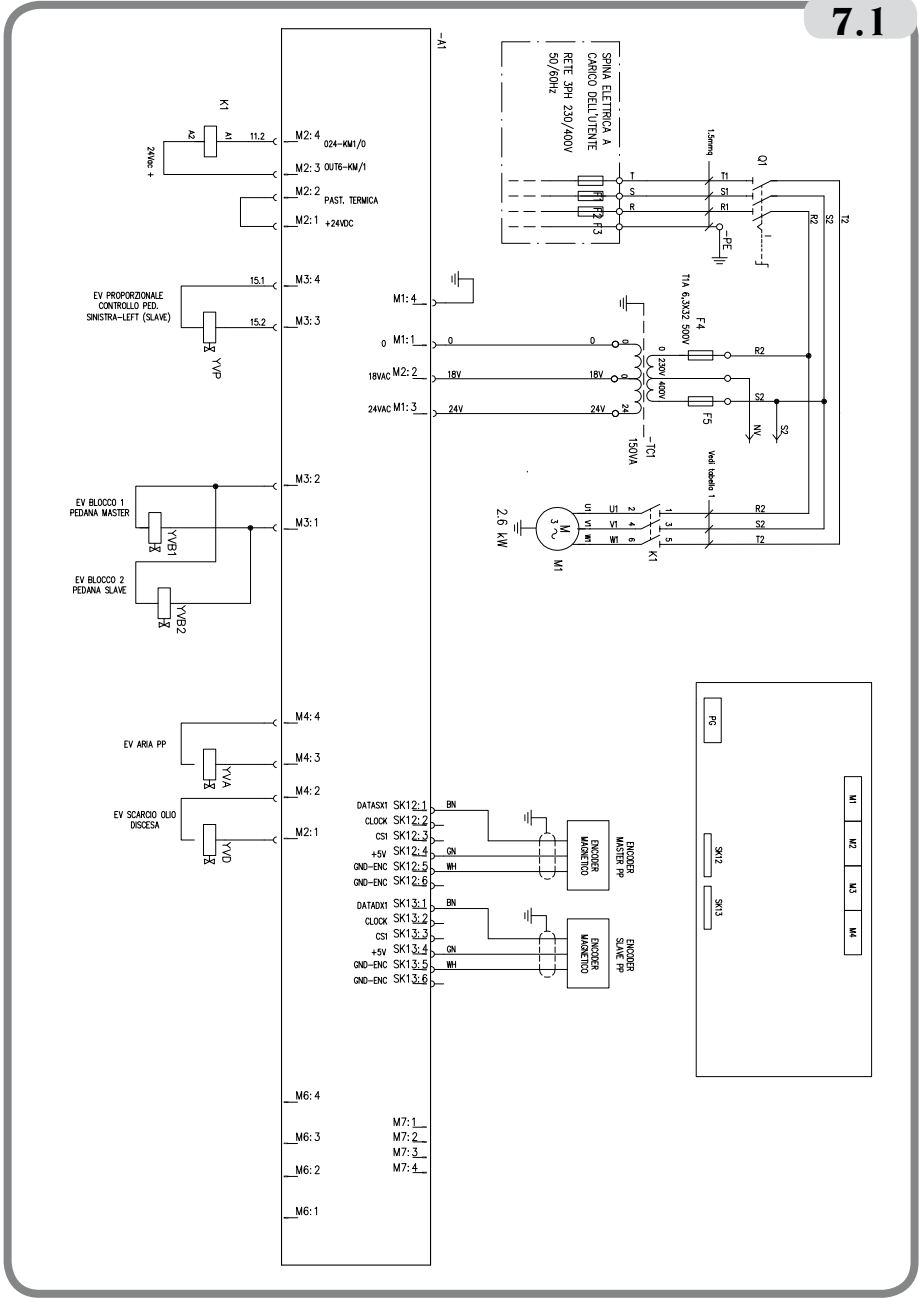 7.1
-A1
SPINA ELETTRICA A
CARICO DELL'UTENTE
RETE 3PH 230/400V
50/60Hz
F1
F2
F3
T
S
R
-PE
1.5mmq
T1
S1
R1
Q1
R2
S2
T2
K1
A2
A1
11.2
24Vac +
M2:4 024-KM1/0
M2:3 OUT6-KM/1
M2:2
PAST. TERMICA
M2:1 +24VDC
EV PROPORZIONALE
CONTROLLO PED.
SINISTRA-LEFT (SLAVE)
15.1
15.2
YVP
M3:4
M3:3
M1:4
0 M1:1
18VAC M2:2
24VAC M1:3
0
18V
24V
0
18V
24V
0
0
24
0
230V
400V
-TC1
150VA
T1A 6,3X32 500V
F4
F5
R2
S2
NV
S2
EV BLOCCO 1
PEDANA MASTER
YVB1
EV BLOCCO 2
PEDANA SLAVE
YVB2
M3:2
M3:1
2.6 kW
M
3
M1
U1
V1
W1
U1
V1
W1
2
4
6
1
3
5
K1
Vedi tabella 1
R2
S2
T2
EV ARIA PP
YVA
M4:4
M4:3
EV SCARCIO OLIO
DISCESA
YVD
M4:2
M2:1
DATASX1 SK12:1
CLOCK SK12:2
CS1 SK12:3
+5V SK12:4
GND-ENC SK12:5
GND-ENC SK12:6
BN
GN
WH
ENCODER
MAGNETICO
ENCODER
MASTER PP
DATADX1 SK13:1
CLOCK SK13:2
CS1 SK13:3
+5V SK13:4
GND-ENC SK13:5
GND-ENC SK13:6
BN
GN
WH
ENCODER
MAGNETICO
ENCODER
SLAVE PP
PG
M1
M2
M3
M4
SK12
SK13
M6:4
M6:3
M6:2
M6:1
M7:1
M7:2
M7:3
M7:4